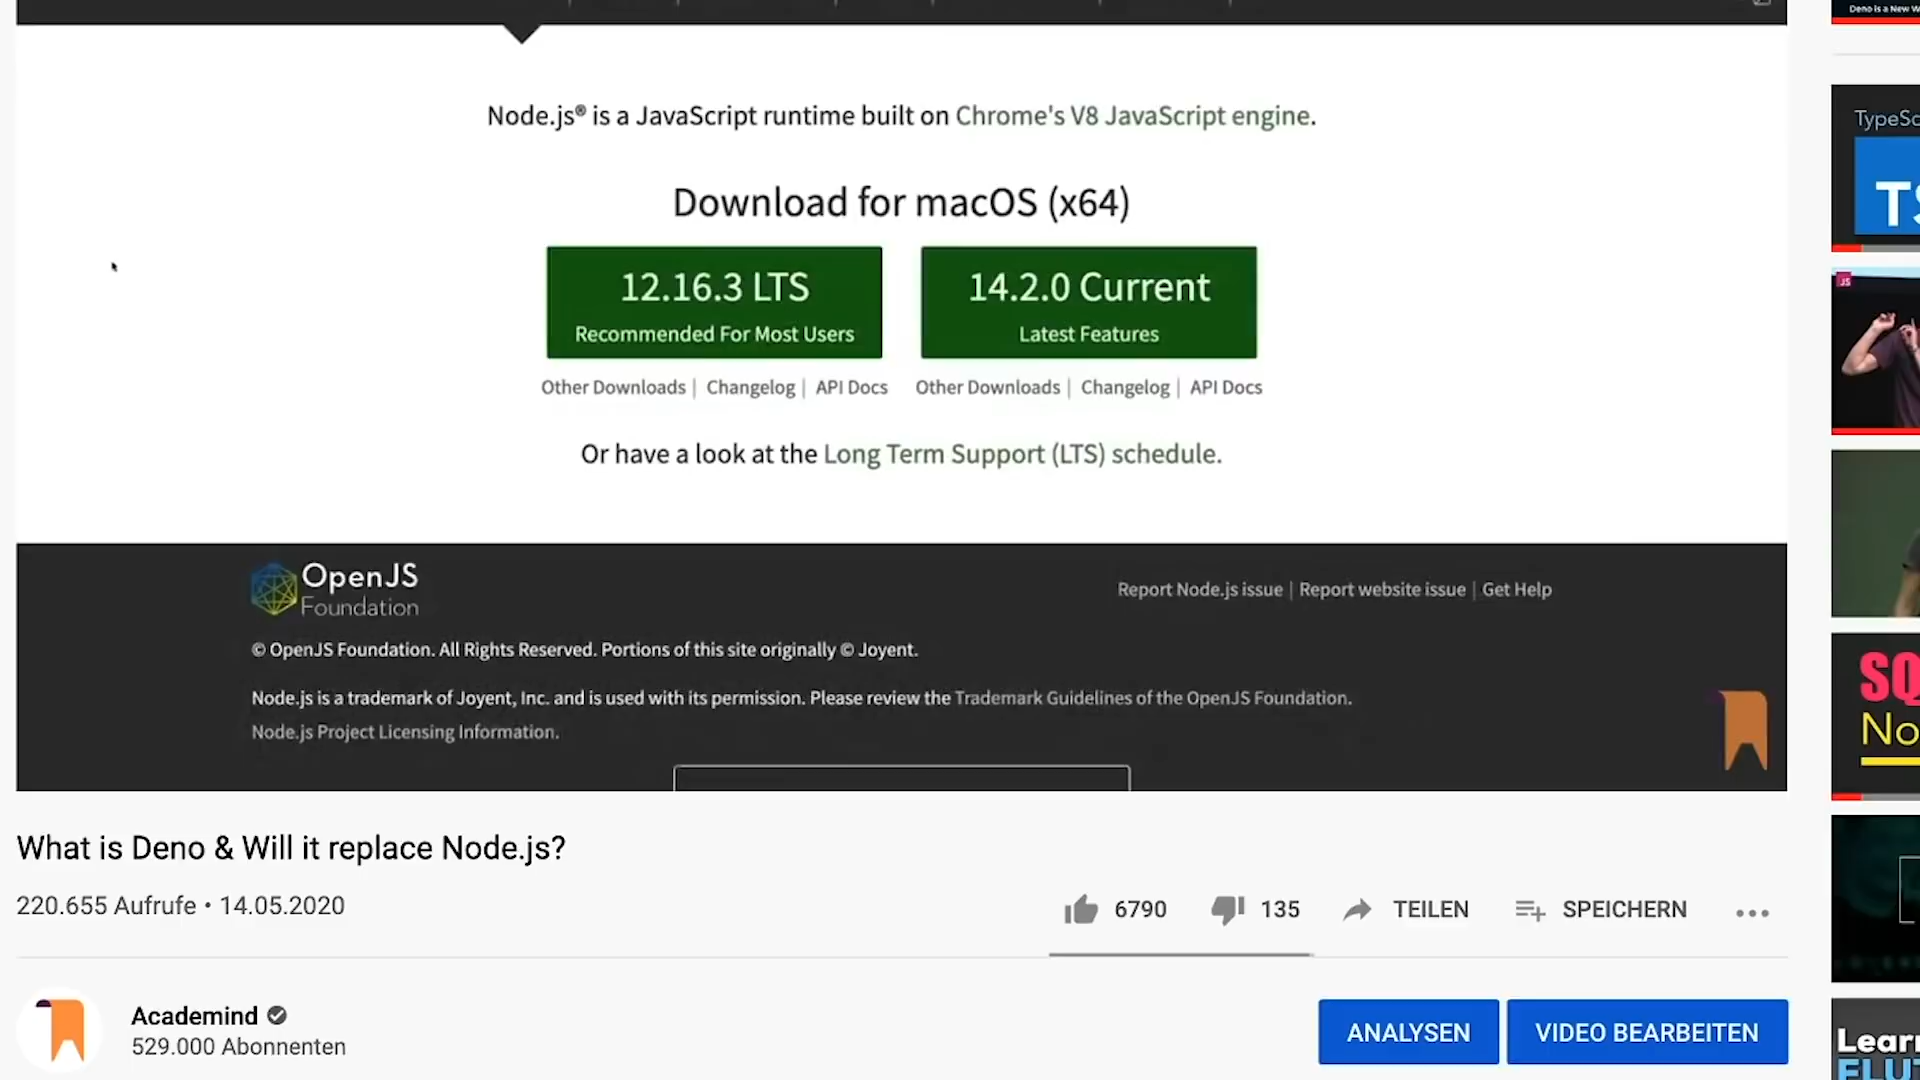 Node.js® is a JavaScript runtime built on Chrome's V8 JavaScript engine.
Download for macOS (x64)
12.16.3 LTS
Recommended For Most Users
14.2.0 Current
Latest Features
Other Downloads | Changelog | API Docs
Other Downloads | Changelog | API Docs
Or have a look at the Long Term Support (LTS) schedule.
OpenJS
Foundation
Report Node.js issue | Report website issue | Get Help
© OpenJS Foundation. All Rights Reserved. Portions of this site originally © Joyent.
Node.js is a trademark of Joyent, Inc. and is used with its permission. Please review the Trademark Guidelines of the OpenJS Foundation.
Node.js Project Licensing Information.
What is Deno & Will it replace Node.js?
220.655 Aufrufe • 14.05.2020
6790
135
TEILEN
SPEICHERN
Academind
529.000 Abonnenten
ANALYSEN
VIDEO BEARBEITEN
Deno is a New
JS
No